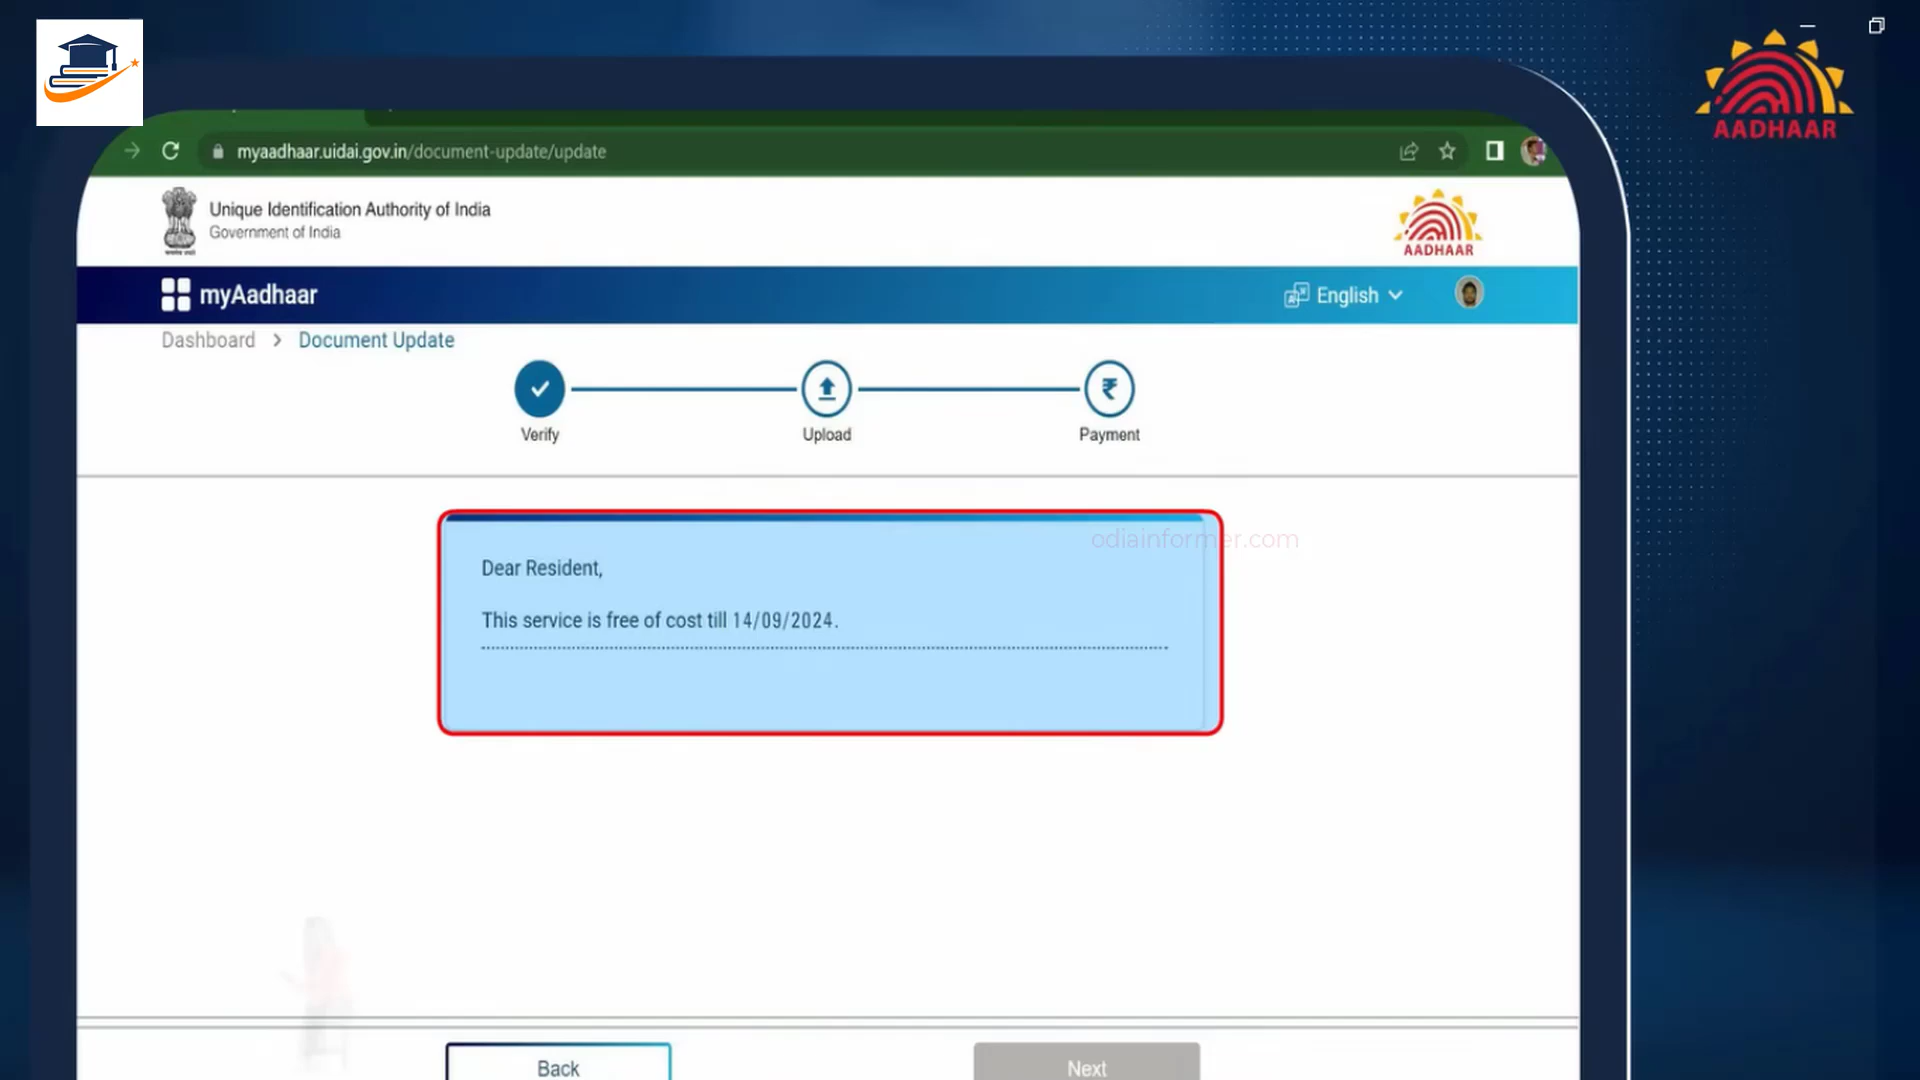 AADHAAR
myaadhaar.uidai.gov.in/document-update/update
Unique Identification Authority of India
Government of India
AADHAAR
myAadhaar
English
Dashboard > Document Update
Verify
Upload
₹
Payment
odiainformer.com
Dear Resident,
This service is free of cost till 14/09/2024.
Back
Next